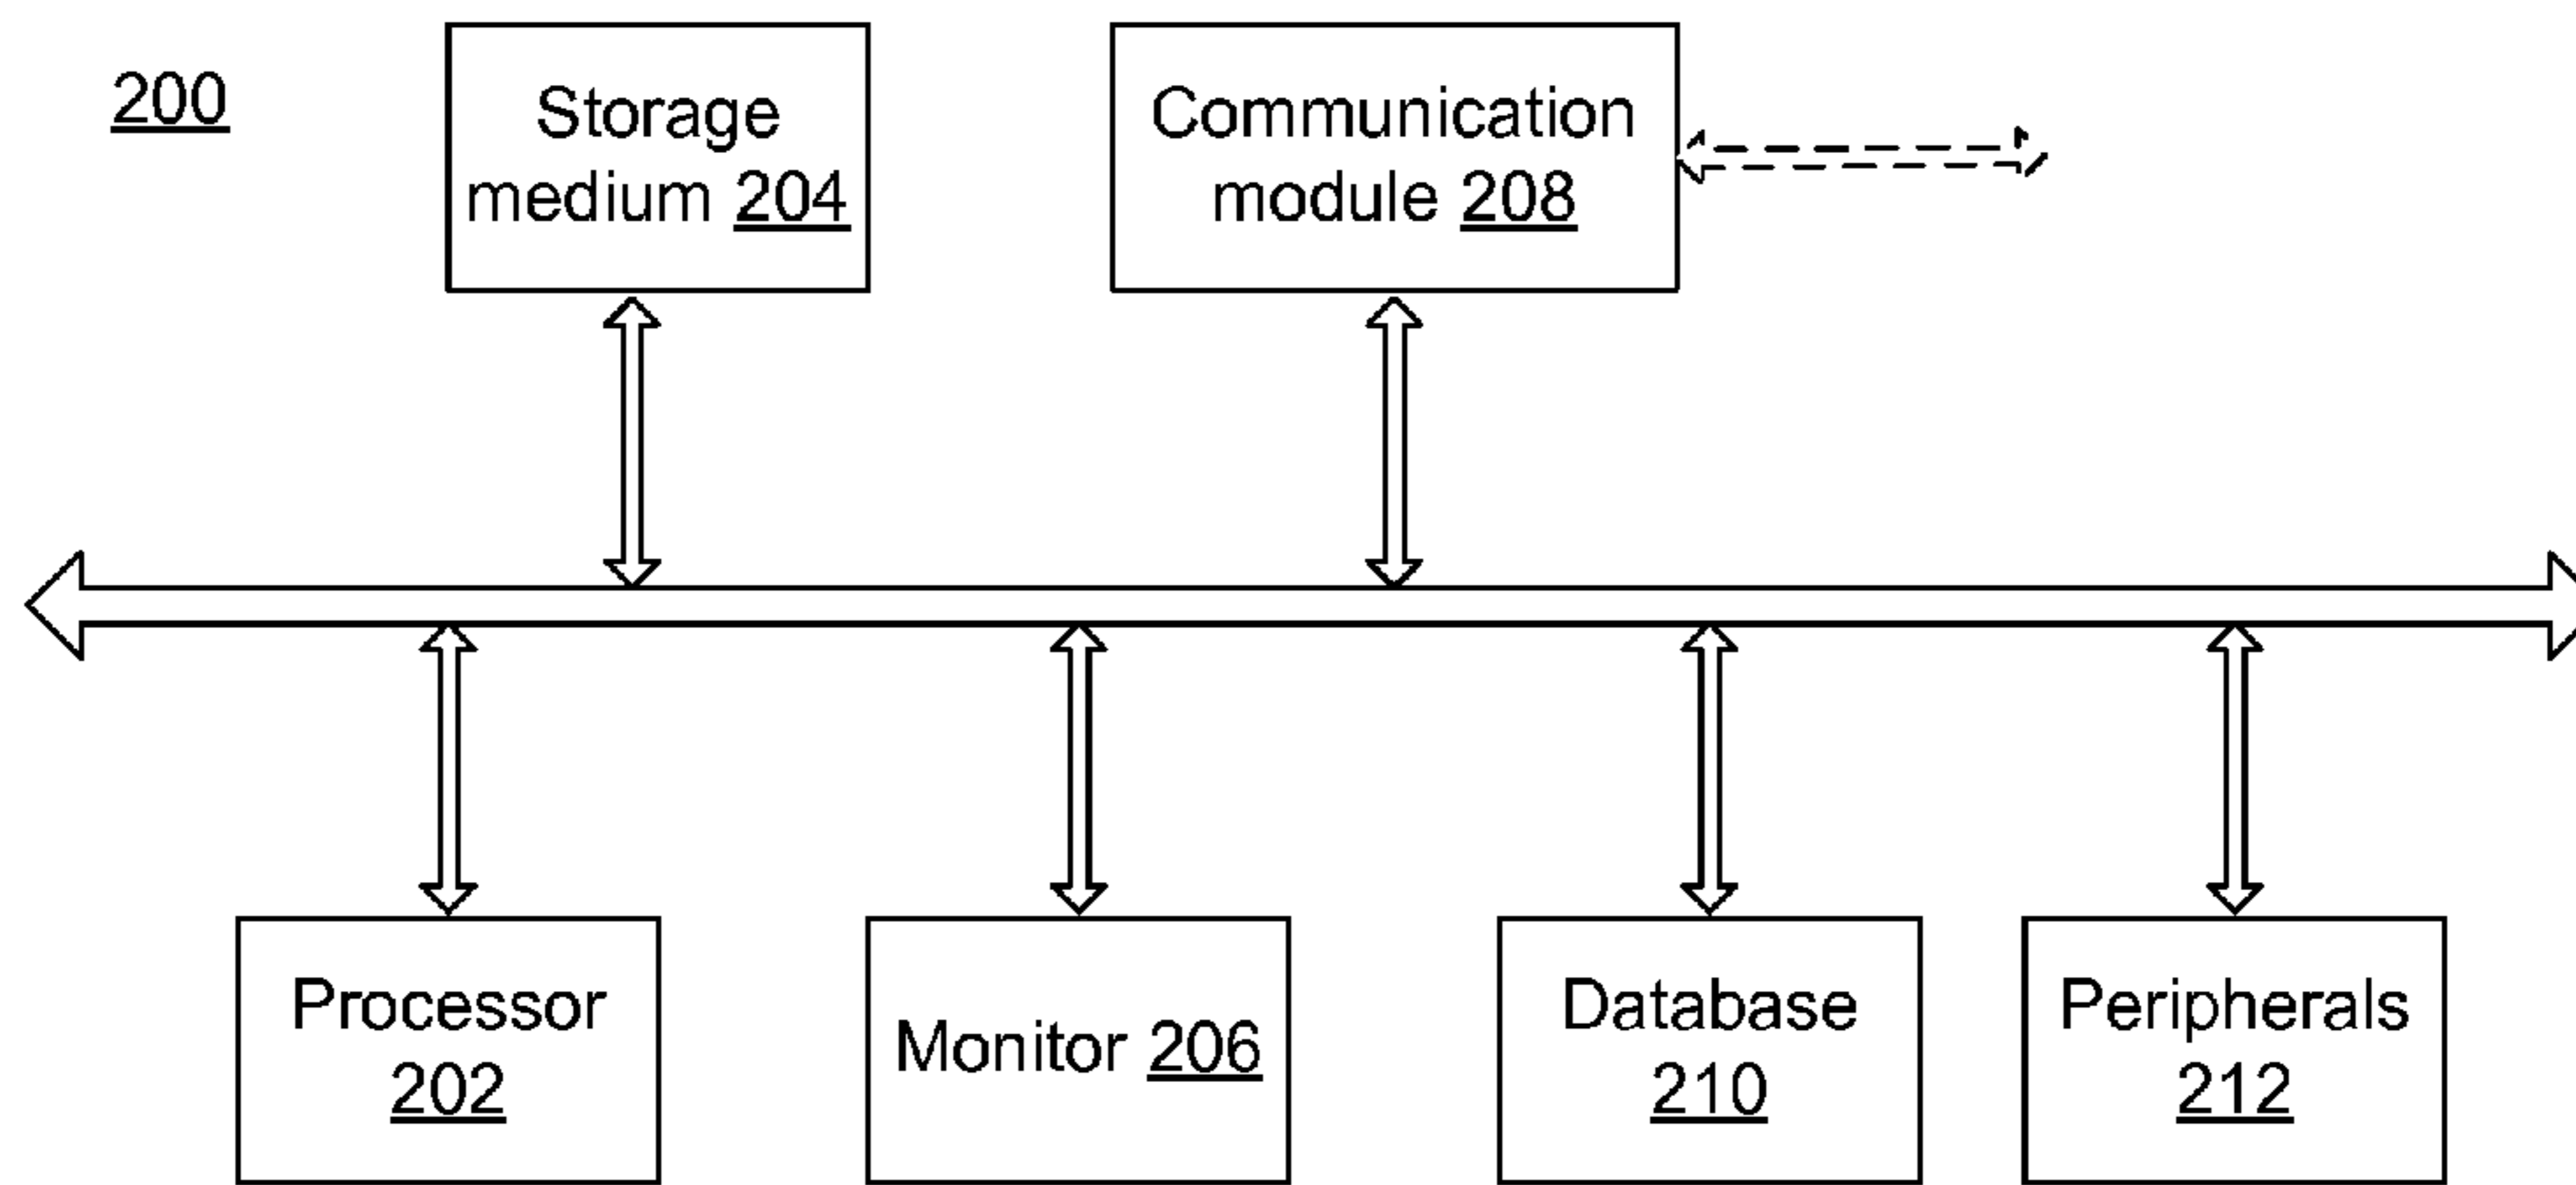 200
Storage
medium 204
Communication
module 208
Processor
202
Monitor 206
Database
210
Peripherals
212